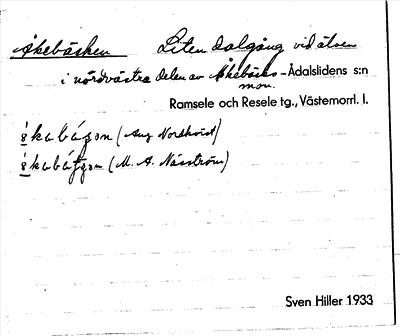 Åkebäcken Liten dalgång vid älven
i nordvästra delen av Åkebäcks- Ådalslidens s:n
mon.
Ramsele och Resele tg., Västernorrl. l.
(Aug Nordkvist)
(M. A. Näsström)
Sven Hiller 1933